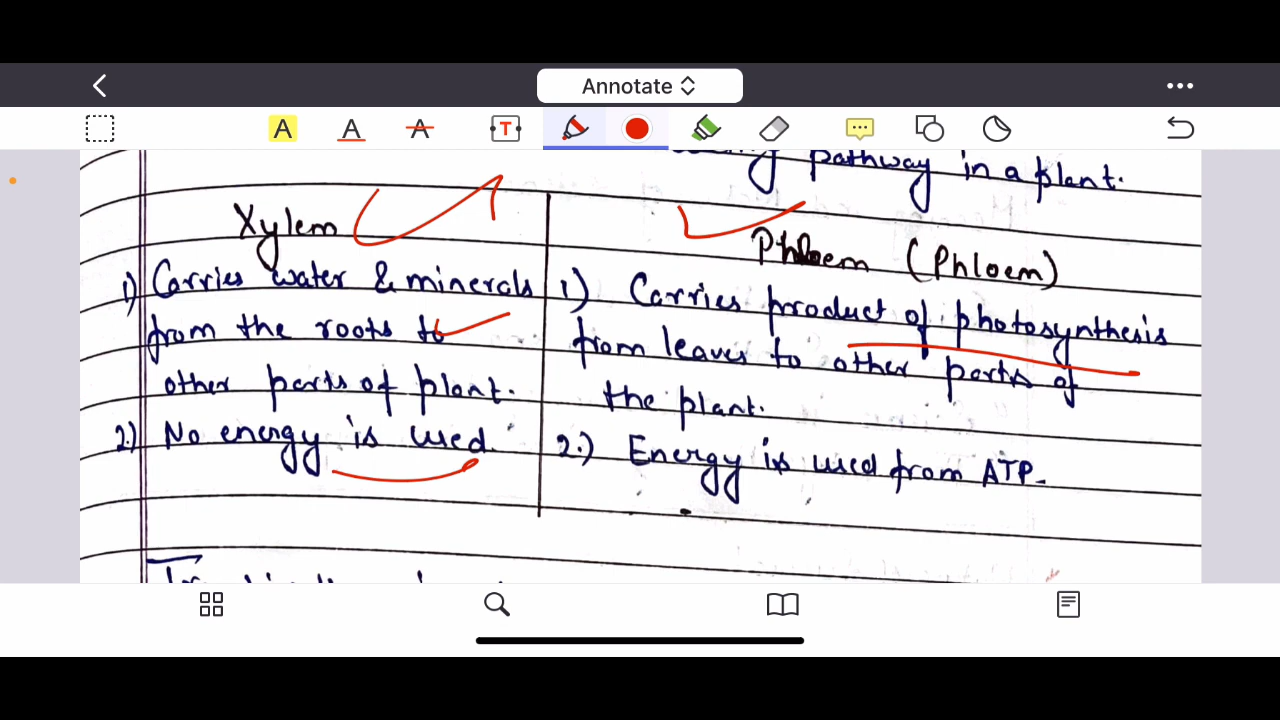 Annotate
pathway in a plant.
Xylem
Phloem (Phloem)
1) Carries water & minerals
from the roots to
other parts of plant.
2.) No energy is used.
1) Carries product of photosynthesis
from leaves to other parts of
the plant.
2.) Energy is used from ATP.